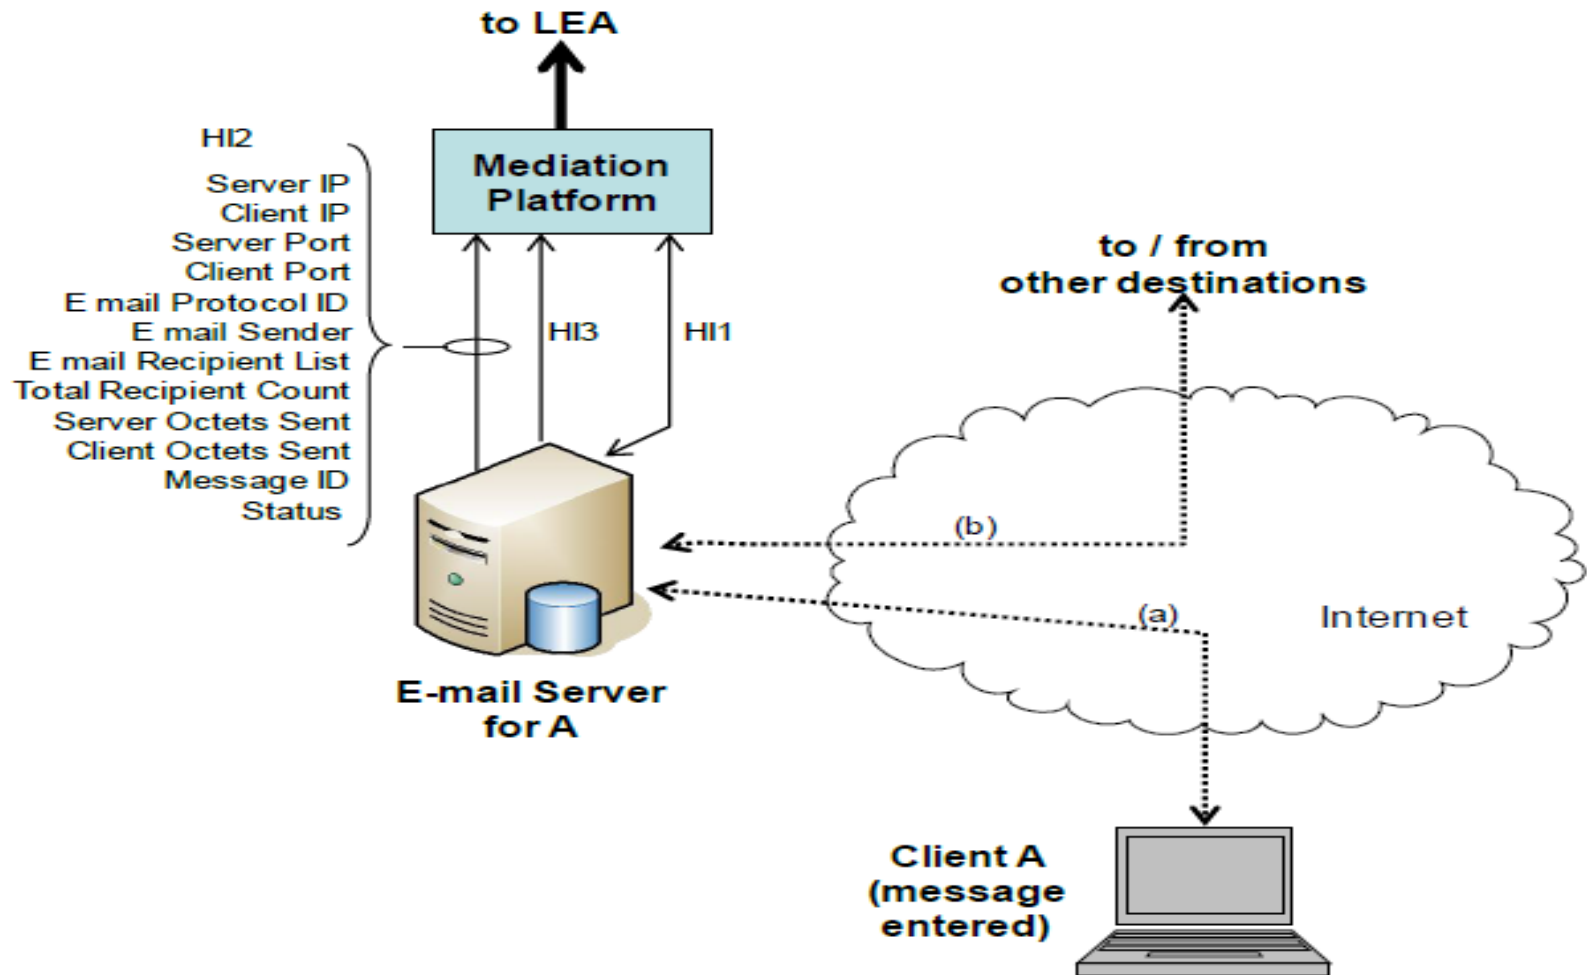 to LEA
HI2
Mediation
Platform
Server IP
Client IP
Server Port
Client Port
E mail Protocol ID
E mail Sender
E mail Recipient List
Total Recipient Count
Server Octets Sent
Client Octets Sent
Message ID
Status
HI3
HI1
to / from
other destinations
(b)
(a)
Internet
E-mail Server
for A
Client A
(message
entered)